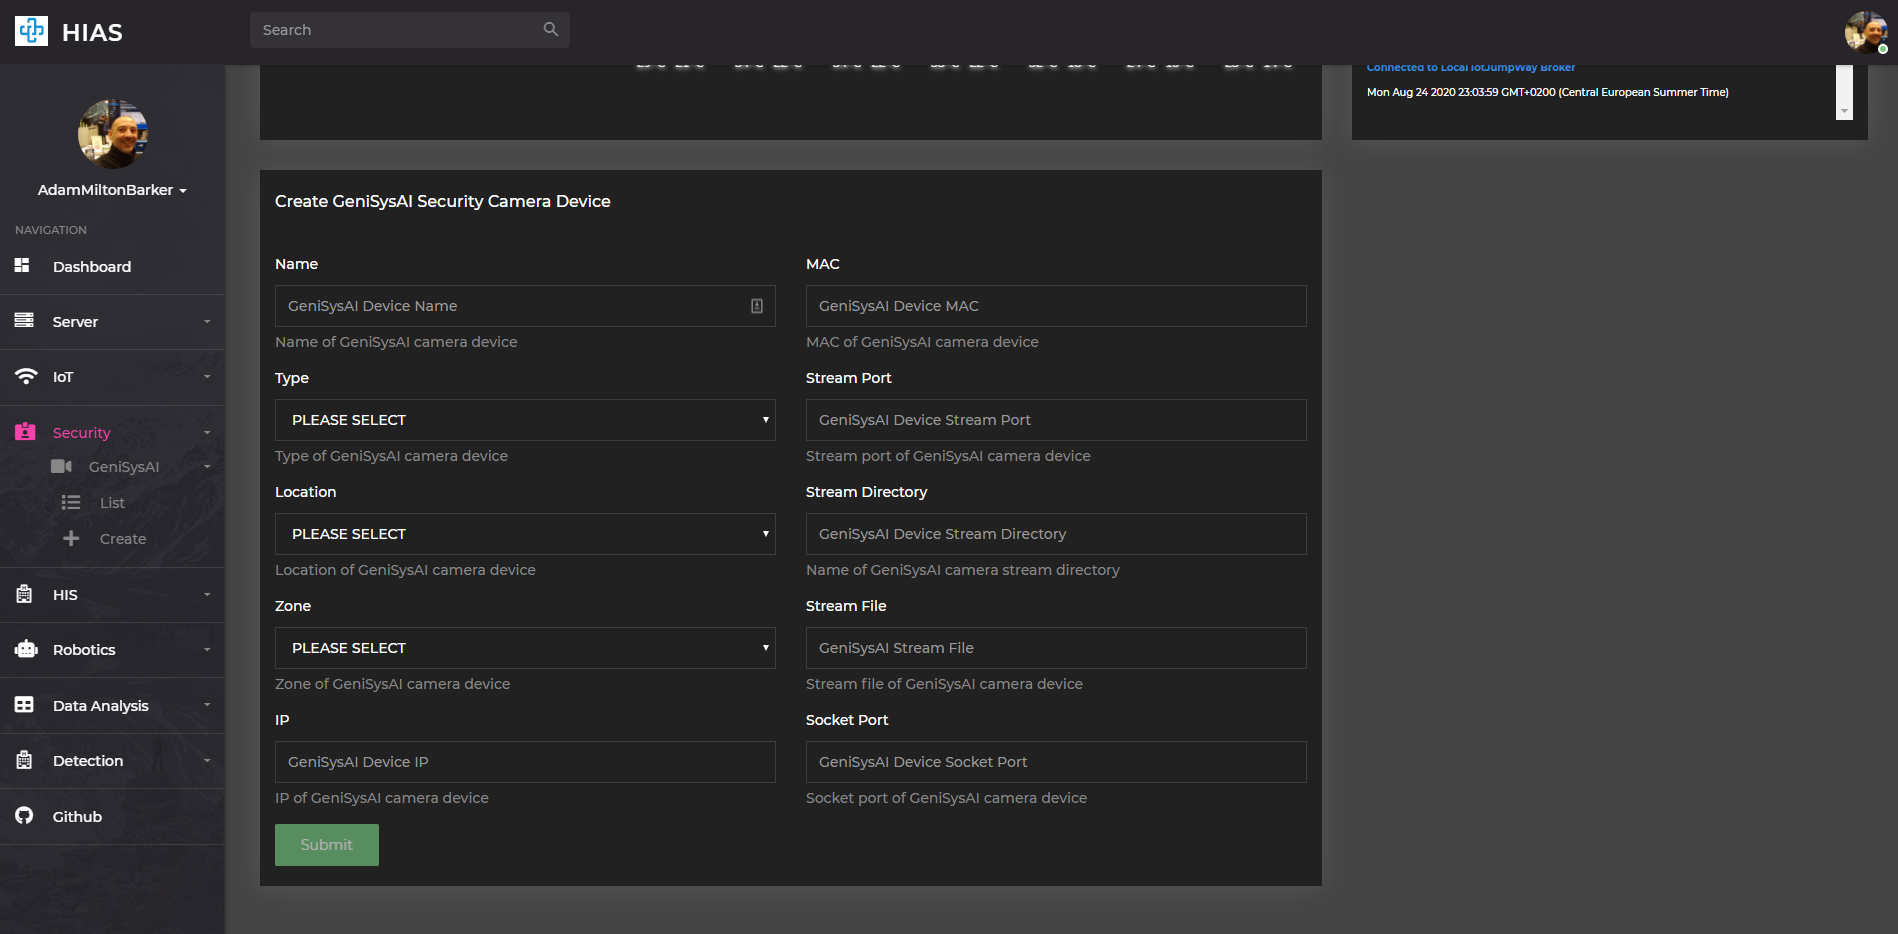 HIAS
Search
AdamMiltonBarker
NAVIGATION
Dashboard
Server
IoT
Security
GeniSysAI
List
Create
HIS
Robotics
Data Analysis
Detection
Github
Connected to Local iotJumpWay Broker
Mon Aug 24 2020 23:03:59 GMT+0200 (Central European Summer Time)
Create GeniSysAI Security Camera Device
Name
GeniSysAI Device Name
Name of GeniSysAI camera device
Type
PLEASE SELECT
Type of GeniSysAI camera device
Location
PLEASE SELECT
Location of GeniSysAI camera device
Zone
PLEASE SELECT
Zone of GeniSysAI camera device
IP
GeniSysAI Device IP
IP of GeniSysAI camera device
MAC
GeniSysAI Device MAC
MAC of GeniSysAI camera device
Stream Port
GeniSysAI Device Stream Port
Stream port of GeniSysAI camera device
Stream Directory
GeniSysAI Device Stream Directory
Name of GeniSysAI camera stream directory
Stream File
GeniSysAI Stream File
Stream file of GeniSysAI camera device
Socket Port
GeniSysAI Device Socket Port
Socket port of GeniSysAI camera device
Submit